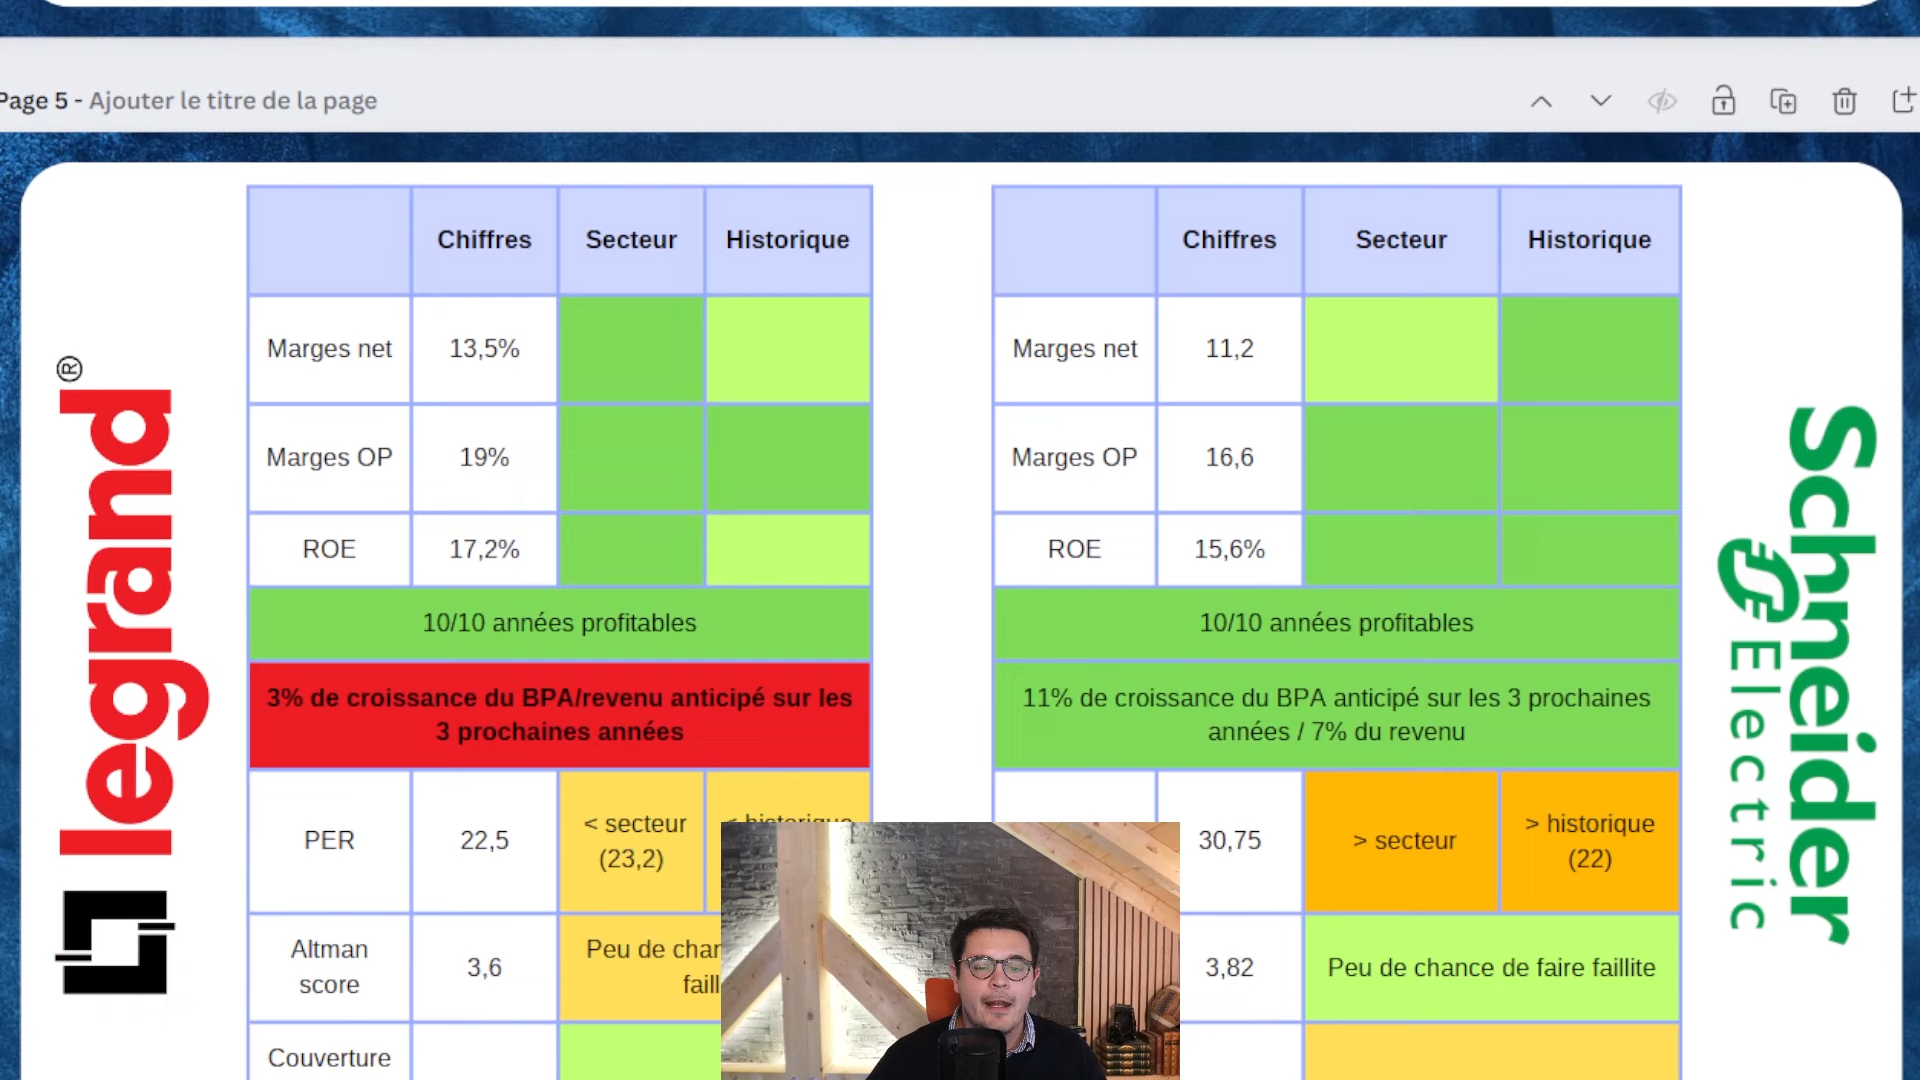 Page 5 - Ajouter le titre de la page
legrand®
Chiffres Secteur Historique
Marges net 13,5%
Marges OP 19%
ROE 17,2%
10/10 années profitables
3% de croissance du BPA/revenu anticipé sur les
3 prochaines années
PER 22,5 < secteur
(23,2)
< historique
Altman
score
3,6
Peu de
Couverture
Chiffres Secteur Historique
Marges net 11,2
Marges OP 16,6
ROE 15,6%
10/10 années profitables
11% de croissance du BPA anticipé sur les 3 prochaines
années / 7% du revenu
30,75 > secteur > historique
(22)
3,82 Peu de chance de faire faillite
Schneider
Electric